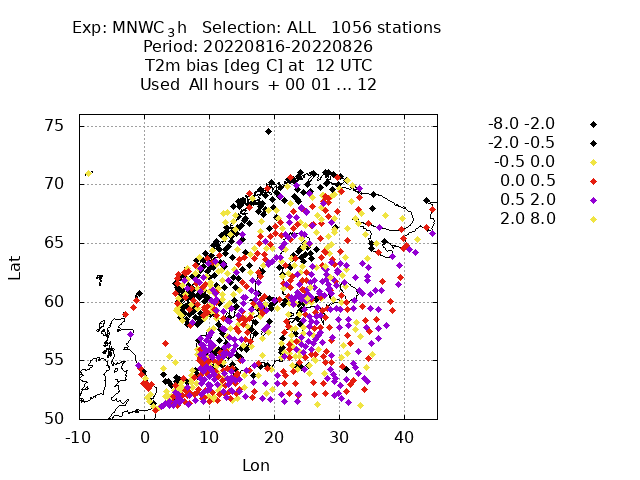 Exp: MNWC_3h Selection: ALL 1056 stations
Period: 20220816-20220826
T2m bias [deg C] at 12 UTC
Used All hours + 00 01 ... 12
-8.0 -2.0
-2.0 -0.5
-0.5 0.0
0.0 0.5
0.5 2.0
2.0 8.0
75
70
65
60
55
50
Lat
-10 0 10 20 30 40
Lon